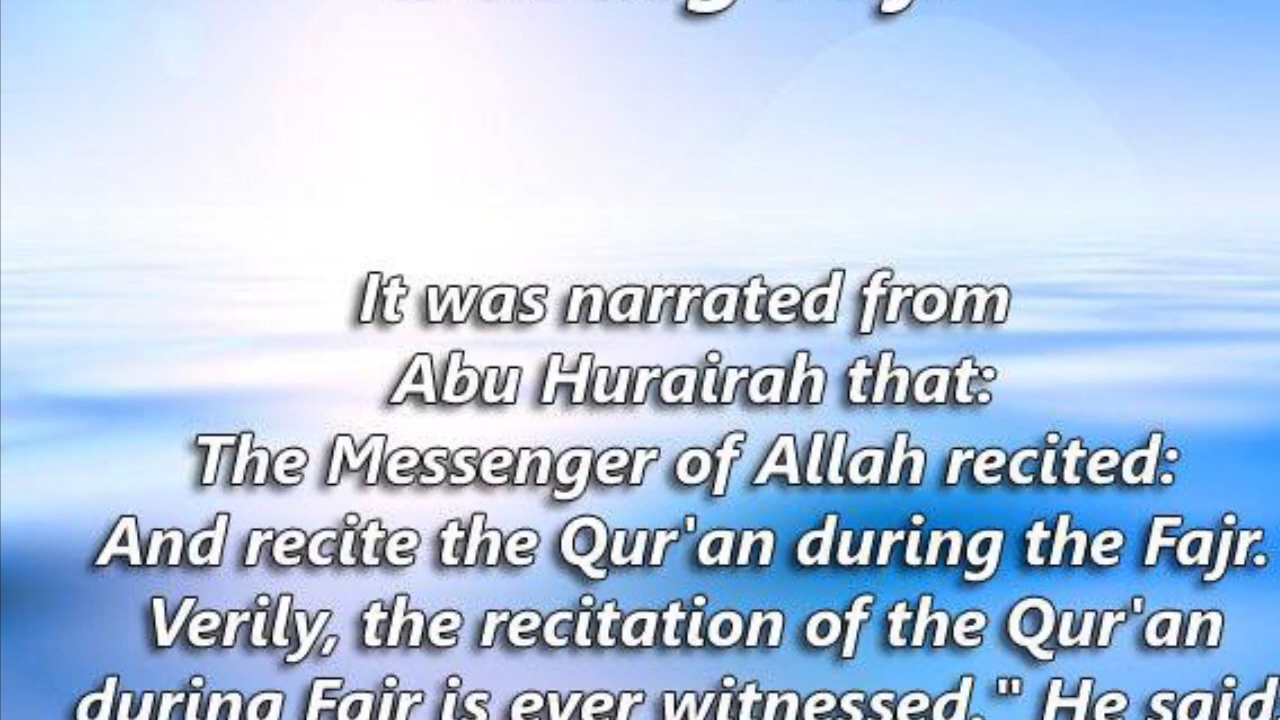 It was narrated from
Abu Hurairah that:
The Messenger of Allah recited:
And recite the Qur'an during the Fajr.
Verily, the recitation of the Qur'an
during Fajr is ever witnessed." He said: